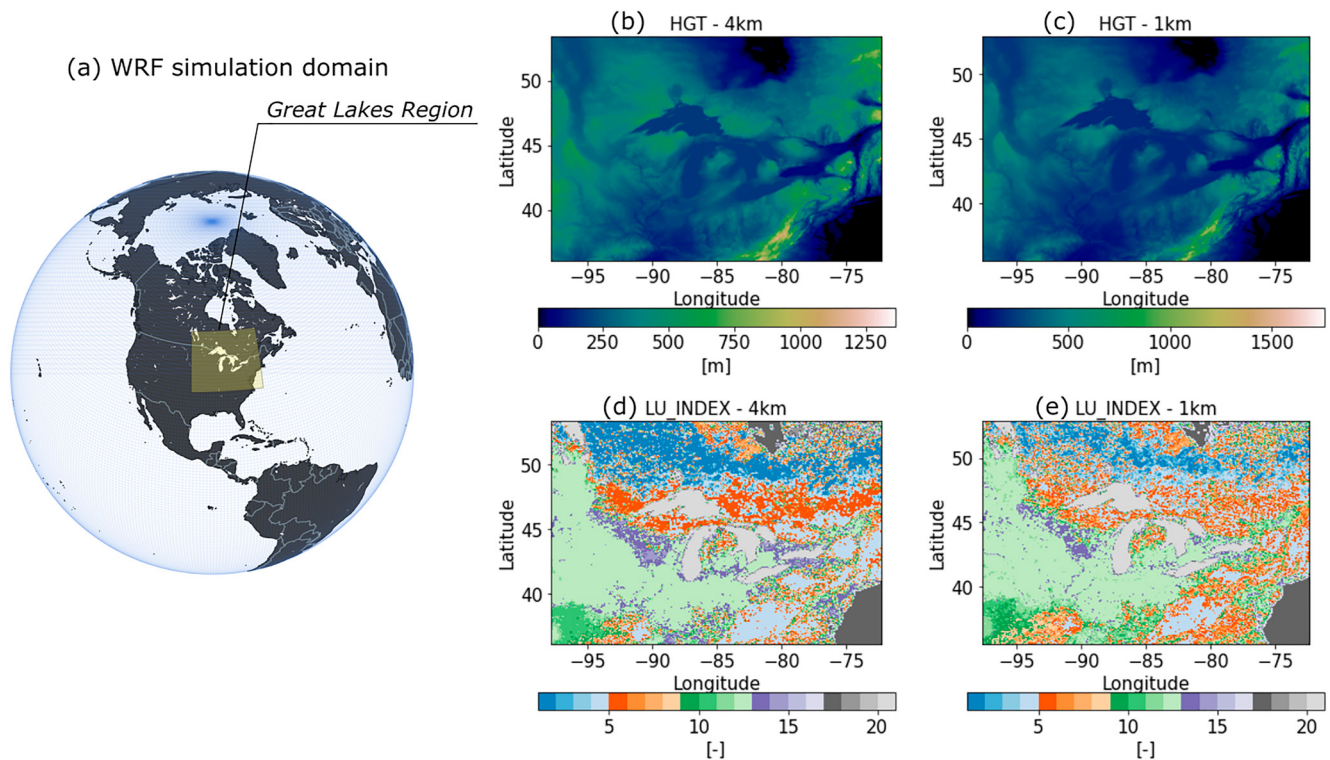 (a) WRF simulation domain
Great Lakes Region
(b) HGT - 4km
50
45
40
Latitude
−95 −90 −85 −80 −75
Longitude
0 250 500 750 1000 1250
[m]
(c) HGT - 1km
50
45
40
Latitude
−95 −90 −85 −80 −75
Longitude
0 500 1000 1500
[m]
(d) LU_INDEX - 4km
50
45
40
Latitude
−95 −90 −85 −80 −75
Longitude
5 10 15 20
[-]
(e) LU_INDEX - 1km
50
45
40
Latitude
−95 −90 −85 −80 −75
Longitude
5 10 15 20
[-]